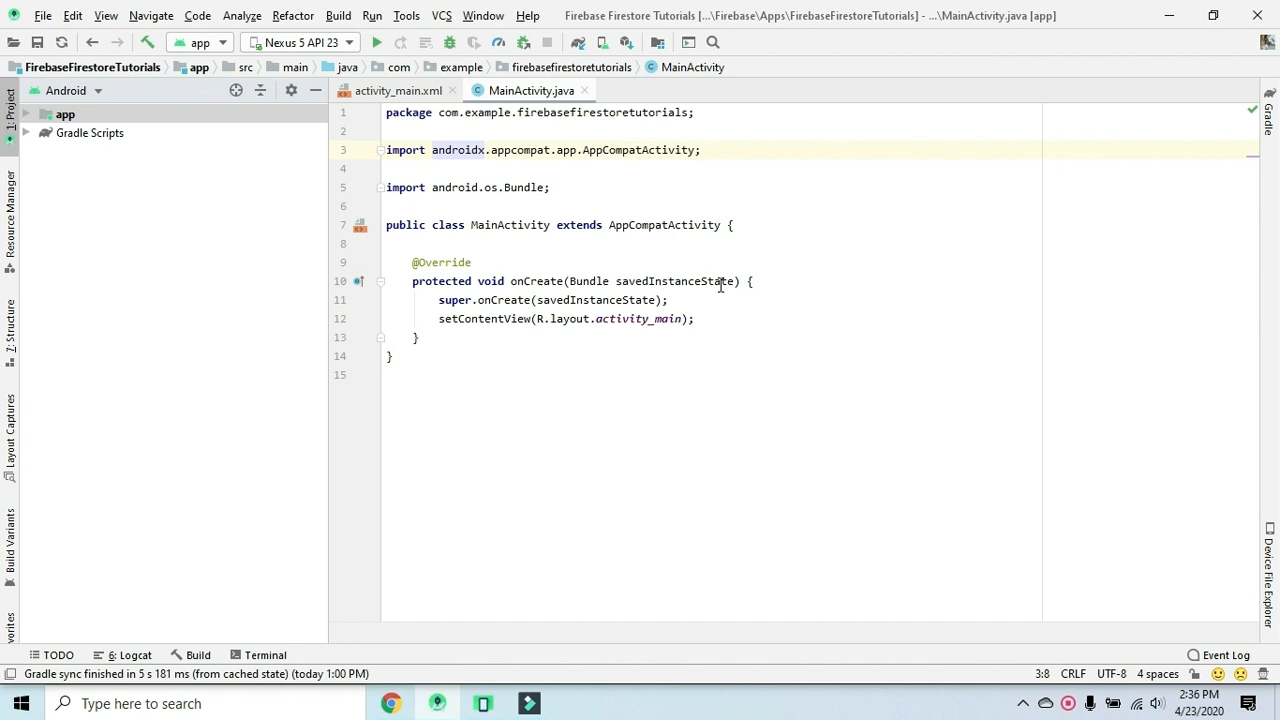 File Edit View Navigate Code Analyze Refactor Build Run Tools VCS Window Help Firebase Firestore Tutorials [...\Firebase\Apps\FirebaseFirestoreTutorials] - ...\MainActivity.java [app]
app Nexus 5 API 23
FirebaseFirestoreTutorials app src main java com example firebasefirestoretutorials MainActivity
Android activity_main.xml MainActivity.java
app
Gradle Scripts
1: Project
Resource Manager
Z: Structure
Layout Captures
Build Variants
vorites
1 package com.example.firebasefirestoretutorials;
2
3 import androidx.appcompat.app.AppCompatActivity;
4
5 import android.os.Bundle;
6
7 public class MainActivity extends AppCompatActivity {
8
9 @Override
10 protected void onCreate(Bundle savedInstanceState) {
11 super.onCreate(savedInstanceState);
12 setContentView(R.layout.activity_main);
13 }
14 }
15
Gradle
Device File Explorer
TODO 6: Logcat Build Terminal Event Log
Gradle sync finished in 5 s 181 ms (from cached state) (today 1:00 PM) 3:8 CRLF UTF-8 4 spaces
Type here to search
2:36 PM
4/23/2020